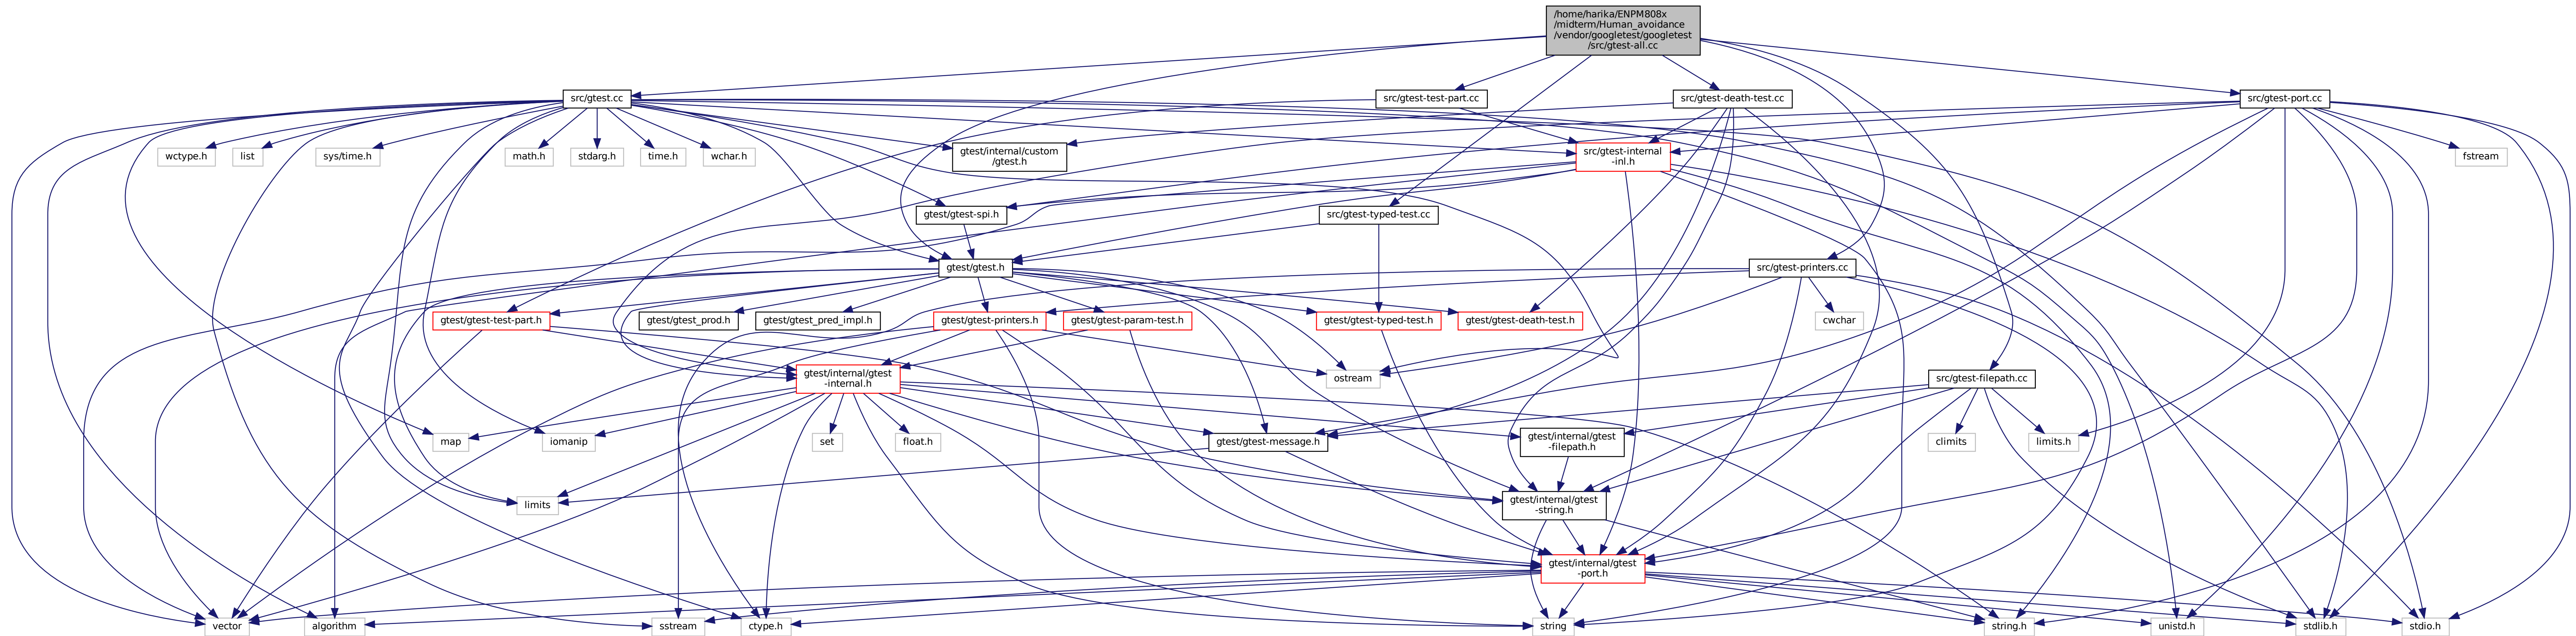 /home/harika/ENPM808x
/midterm/Human_avoidance
/vendor/googletest/googletest
/src/gtest-all.cc
src/gtest.cc
src/gtest-test-part.cc
src/gtest-death-test.cc
src/gtest-port.cc
wctype.h
list
sys/time.h
math.h
stdarg.h
time.h
wchar.h
gtest/internal/custom
/gtest.h
src/gtest-internal
-inl.h
fstream
gtest/gtest-spi.h
src/gtest-typed-test.cc
gtest/gtest.h
src/gtest-printers.cc
gtest/gtest-test-part.h
gtest/gtest_prod.h
gtest/gtest_pred_impl.h
gtest/gtest-printers.h
gtest/gtest-param-test.h
gtest/gtest-typed-test.h
gtest/gtest-death-test.h
cwchar
gtest/internal/gtest
-internal.h
ostream
src/gtest-filepath.cc
map
iomanip
set
float.h
gtest/gtest-message.h
gtest/internal/gtest
-filepath.h
climits
limits.h
limits
gtest/internal/gtest
-string.h
gtest/internal/gtest
-port.h
vector
algorithm
sstream
ctype.h
string
string.h
unistd.h
stdlib.h
stdio.h